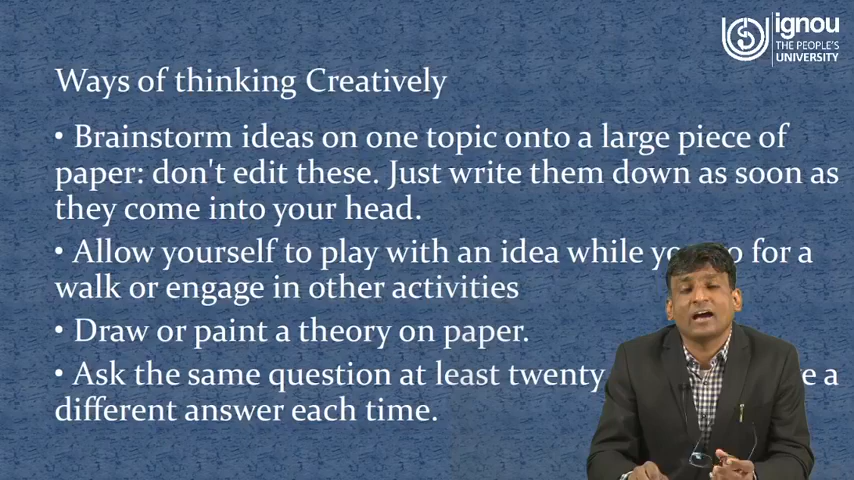 ignou
THE PEOPLE'S
UNIVERSITY
Ways of thinking Creatively
• Brainstorm ideas on one topic onto a large piece of
paper: don't edit these. Just write them down as soon as
they come into your head.
• Allow yourself to play with an idea while for a
walk or engage in other activities
• Draw or paint a theory on paper.
• Ask the same question at least twenty a
different answer each time.